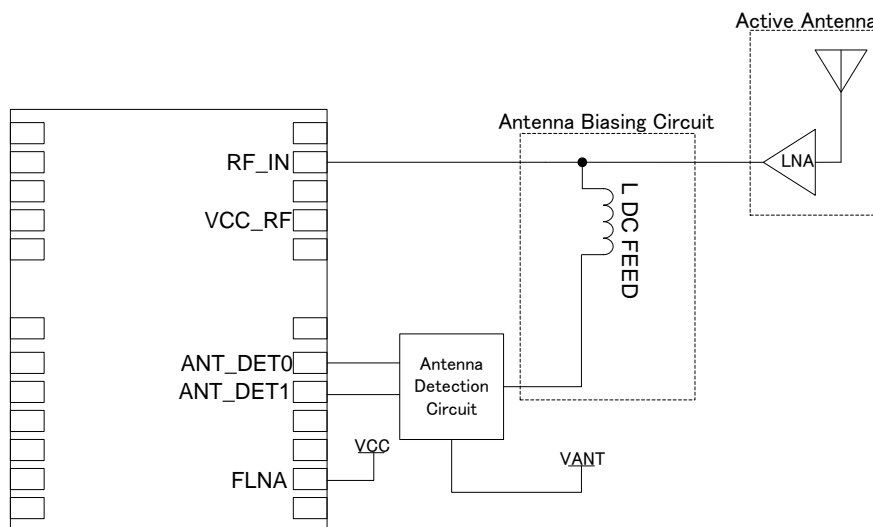 Active Antenna
Antenna Biasing Circuit
LNA
RF_IN
L DC FEED
VCC_RF
ANT_DET0
ANT_DET1
Antenna
Detection
Circuit
VCC
VANT
FLNA